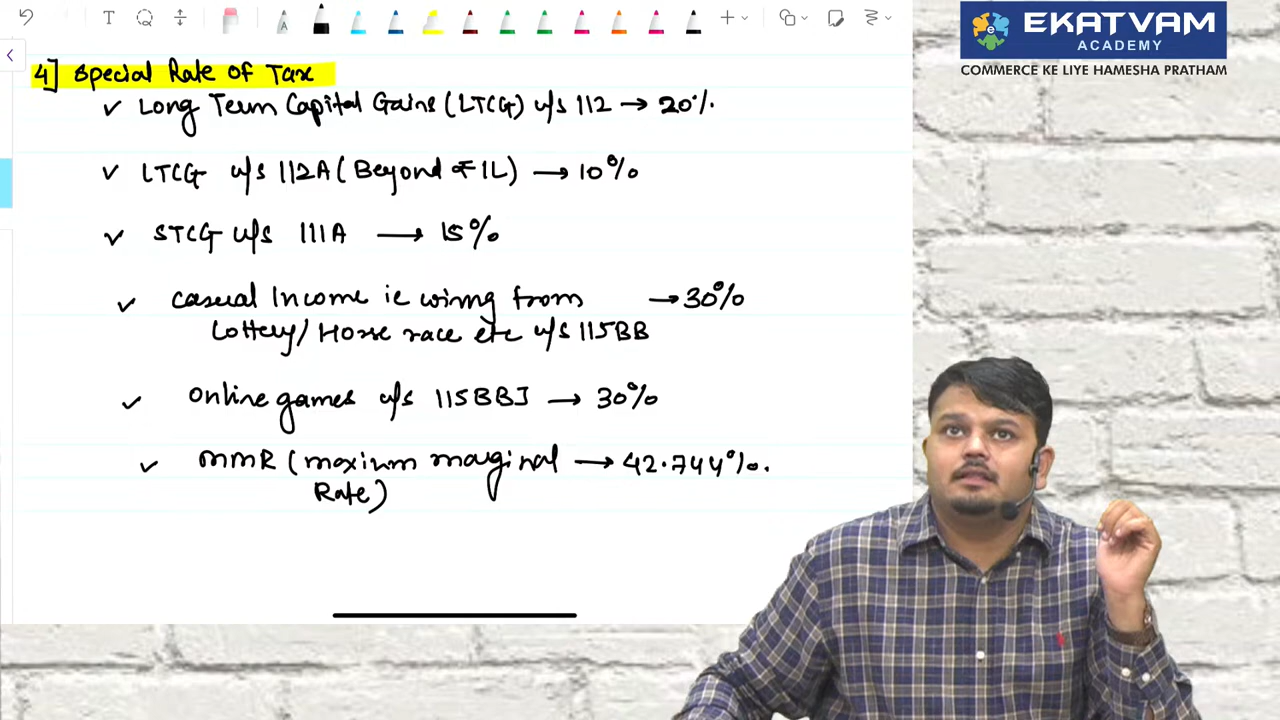 EKATVAM
ACADEMY
COMMERCE KE LIYE HAMESHA PRATHAM
4] Special Rate of Tax
✓ Long Term Capital Gains (LTCG) u/s 112 → 20%
✓ LTCG u/s 112A (Beyond ₹1L) → 10%
✓ STCG u/s 111A → 15%
✓ Casual Income ie winng from → 30%
Lottery/Horse race etc u/s 115BB
✓ Online games u/s 115BBJ → 30%
✓ MMR (maxium marginal → 42.744%.
Rate)